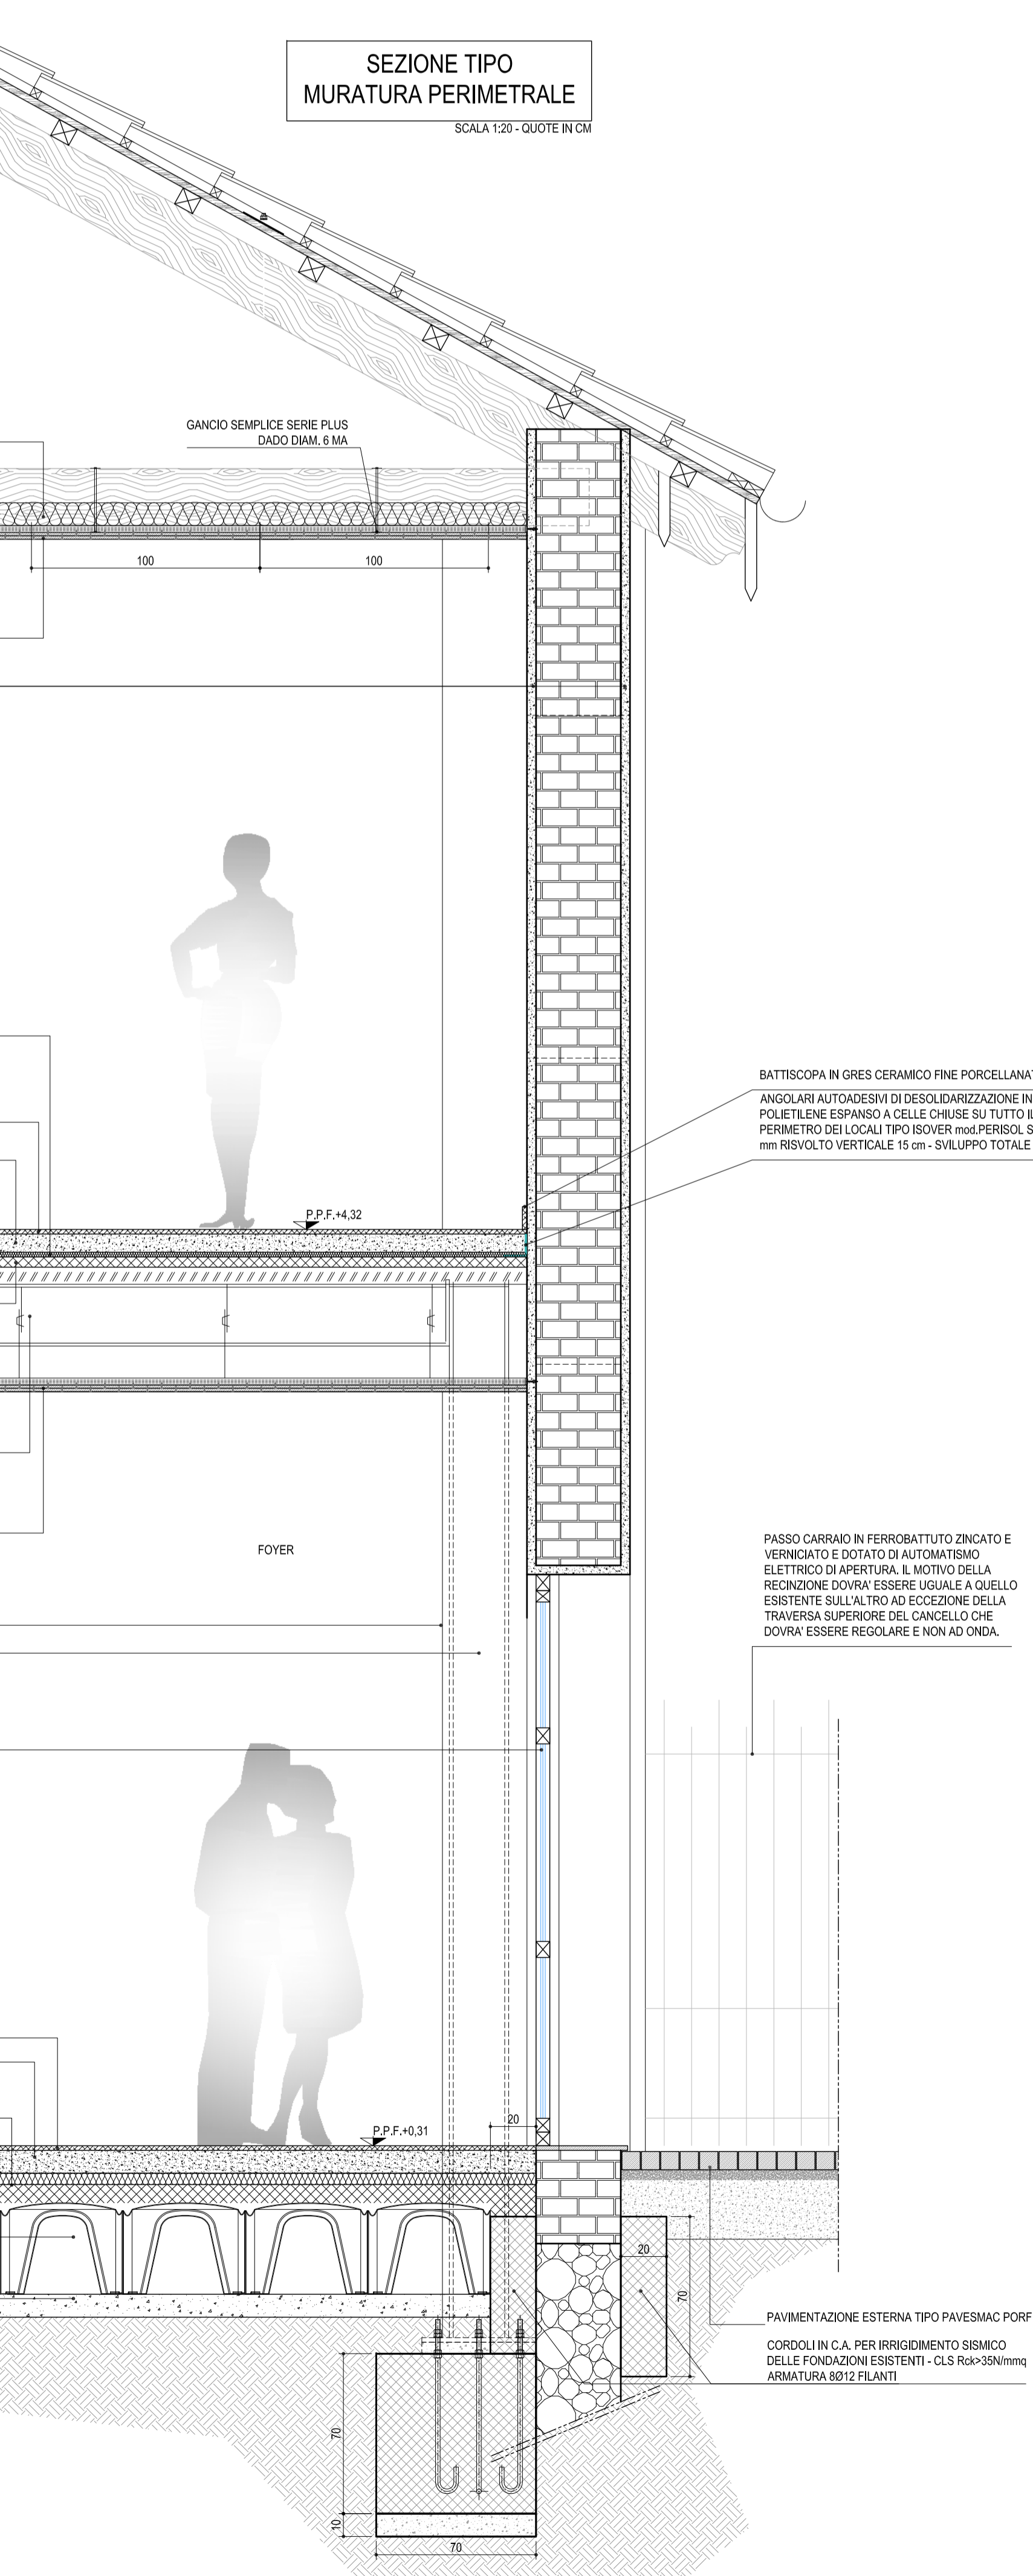 SEZIONE TIPO
MURATURA PERIMETRALE
SCALA 1:20 - QUOTE IN CM
GANCIO SEMPLICE SERIE PLUS
DADO DIAM. 6 MA
100
100
BATTISCOPA IN GRES CERAMICO FINE PORCELLANA
ANGOLARI AUTOADESIVI DI DESOLIDARIZZAZIONE IN
POLIETILENE ESPANSO A CELLE CHIUSE SU TUTTO IL
PERIMETRO DEI LOCALI TIPO ISOVER mod.PERISOL S
mm RISVOLTO VERTICALE 15 cm - SVILUPPO TOTALE
P.P.F.+4,32
FOYER
PASSO CARRAIO IN FERROBATTUTO ZINCATO E
VERNICIATO E DOTATO DI AUTOMATISMO
ELETTRICO DI APERTURA. IL MOTIVO DELLA
RECINZIONE DOVRA' ESSERE UGUALE A QUELLO
ESISTENTE SULL'ALTRO AD ECCEZIONE DELLA
TRAVERSA SUPERIORE DEL CANCELLO CHE
DOVRA' ESSERE REGOLARE E NON AD ONDA.
20
P.P.F.+0,31
20
70
PAVIMENTAZIONE ESTERNA TIPO PAVESMAC PORF
CORDOLI IN C.A. PER IRRIGIDIMENTO SISMICO
DELLE FONDAZIONI ESISTENTI - CLS Rck>35N/mmq
ARMATURA 8Ø12 FILANTI
70
10
70